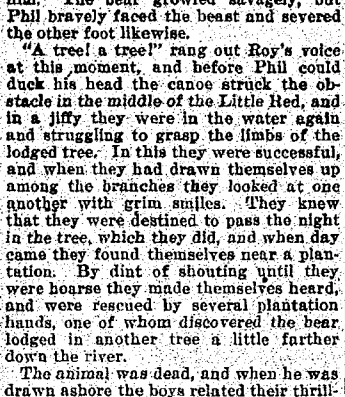 him. The bear growled savagely, but
Phil bravely faced the beast and severed
the other foot likewise.
"A tree! a tree!" rang out Roy's voice
at this moment, and before Phil could
duck his head the canoe struck the ob-
stacle in the middle of the Little Red, and
in a jiffy they were in the water again
and struggling to grasp the limbs of the
lodged tree. In this they were successful,
and when they had drawn themselves up
among the branches they looked at one
another with grim smiles. They knew
that they were destined to pass the night
in the tree, which they did, and when day
came they found themselves near a plan-
tation. By dint of shouting until they
were hoarse they made themselves heard,
and were rescued by several plantation
hands, one of whom discovered the bear
lodged in another tree a little farther
down the river.
The animal was dead, and when he was
drawn ashore the boys related their thrill-